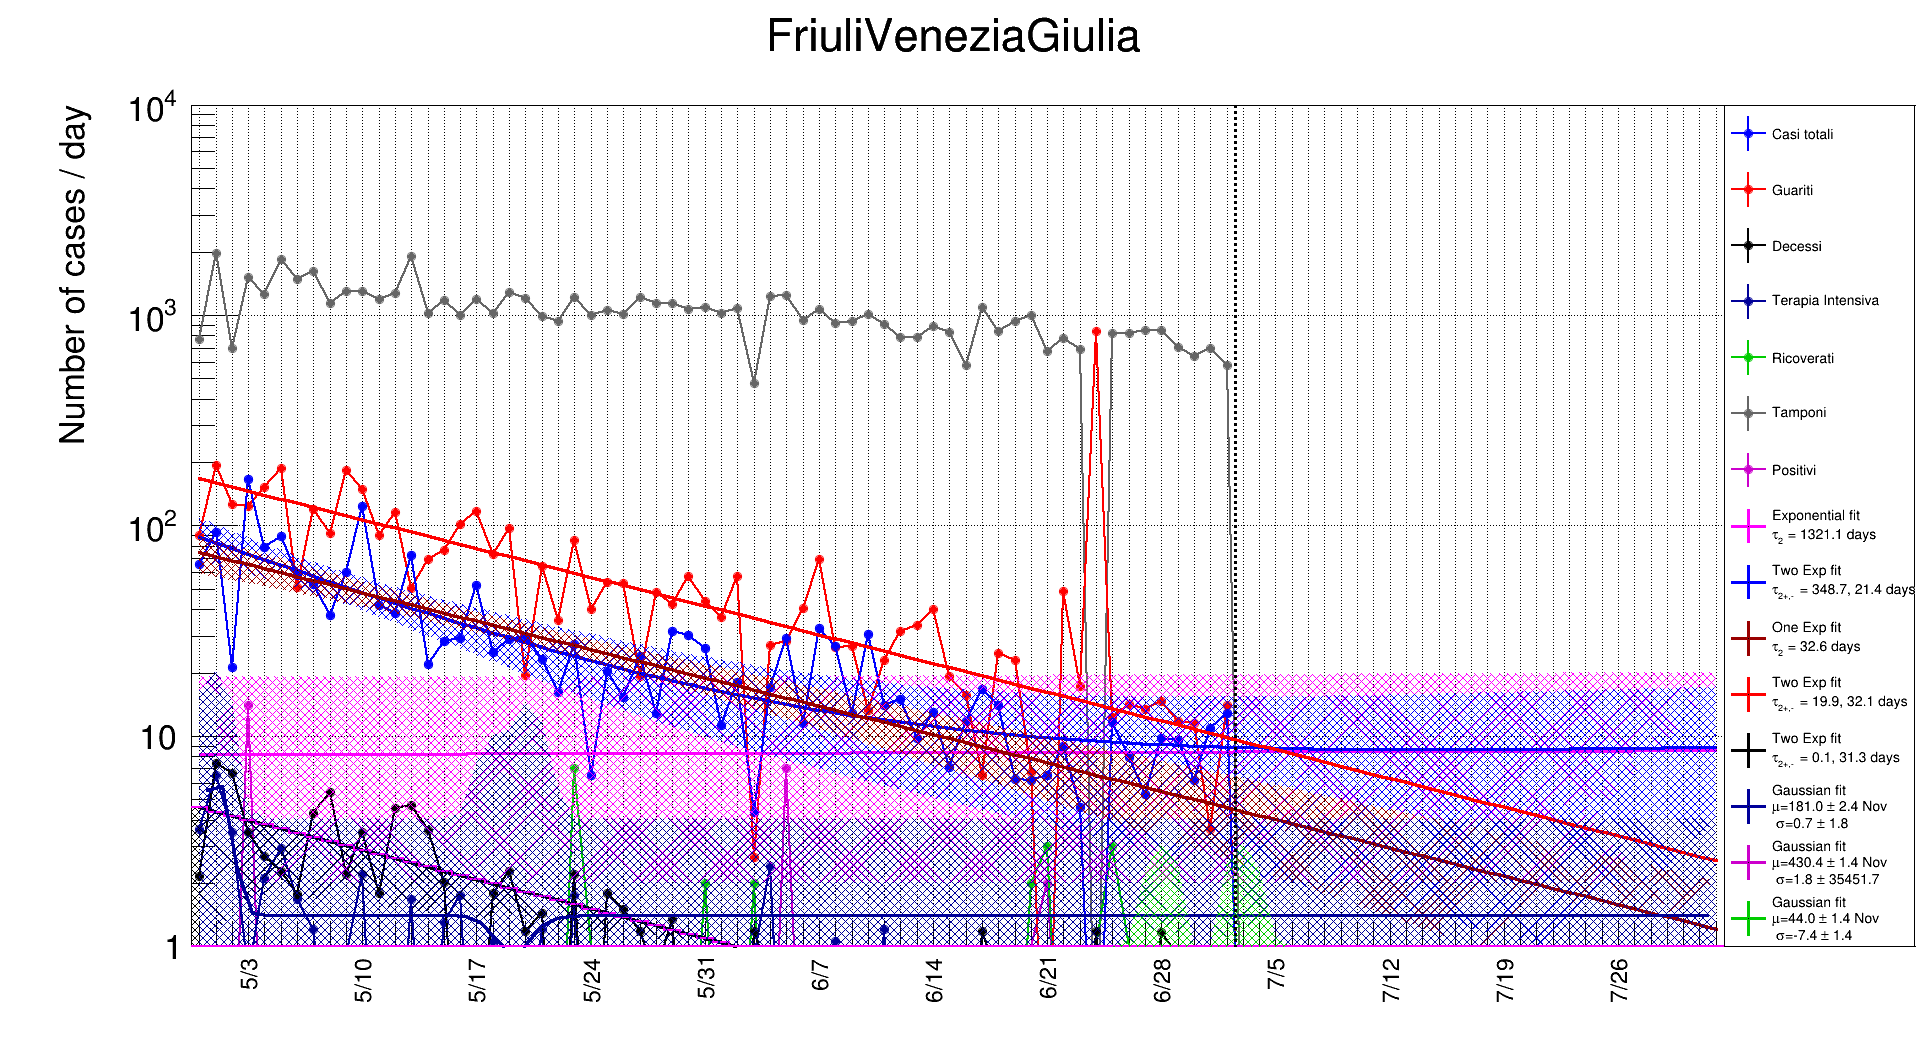 FriuliVeneziaGiulia
Number of cases / day
10^4
10^3
10^2
10
1
5/3
5/10
5/17
5/24
5/31
6/7
6/14
6/21
6/28
7/5
7/12
7/19
7/26
Casi totali
Guariti
Decessi
Terapia Intensiva
Ricoverati
Tamponi
Positivi
Exponential fit
τ2 = 1321.1 days
Two Exp fit
τ2+,- = 348.7, 21.4 days
One Exp fit
τ2 = 32.6 days
Two Exp fit
τ2+,- = 19.9, 32.1 days
Two Exp fit
τ2+,- = 0.1, 31.3 days
Gaussian fit
μ=181.0 ± 2.4 Nov
σ=0.7 ± 1.8
Gaussian fit
μ=430.4 ± 1.4 Nov
σ=1.8 ± 35451.7
Gaussian fit
μ=44.0 ± 1.4 Nov
σ=-7.4 ± 1.4